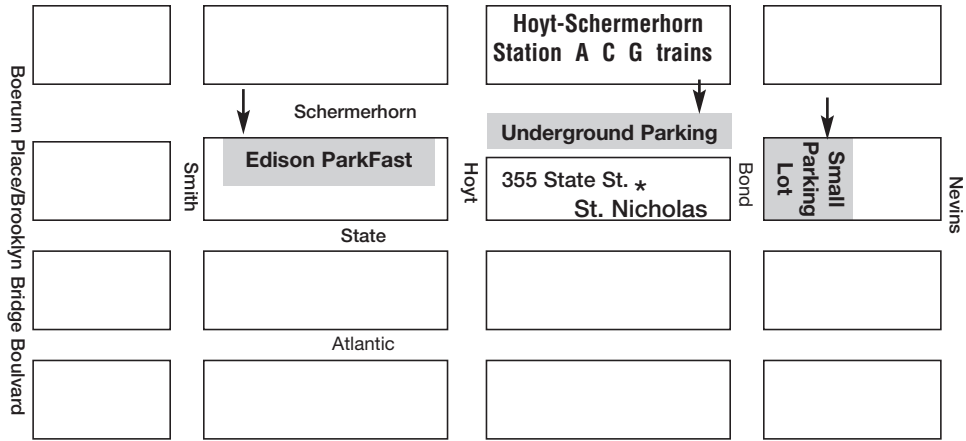 Hoyt-Schermerhorn
Station A C G trains
Schermerhorn
Underground Parking
Edison ParkFast
Small
Parking
Lot
Boerum Place/Brooklyn Bridge Boulvard
Smith
Hoyt
355 State St. *
St. Nicholas
Bond
Nevins
State
Atlantic